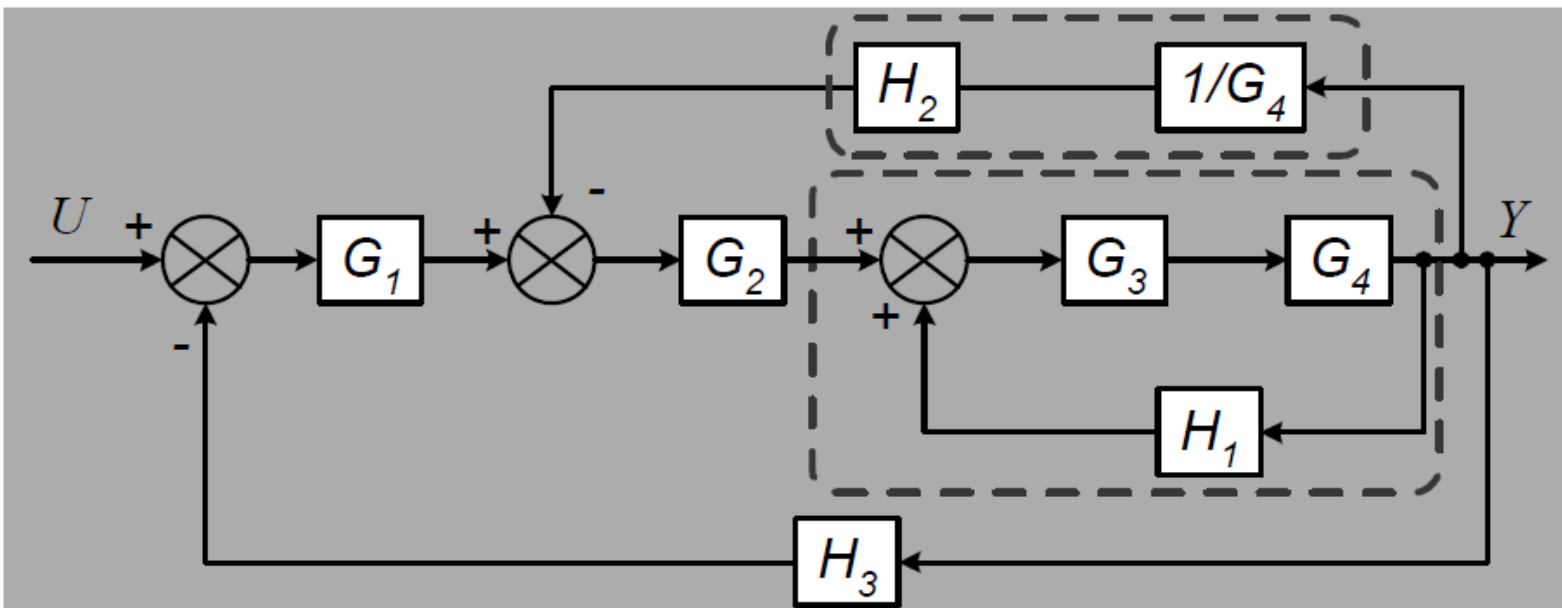 H2 1/G4
-
U + G1 + G2 + G3 G4 Y
- +
H1
H3